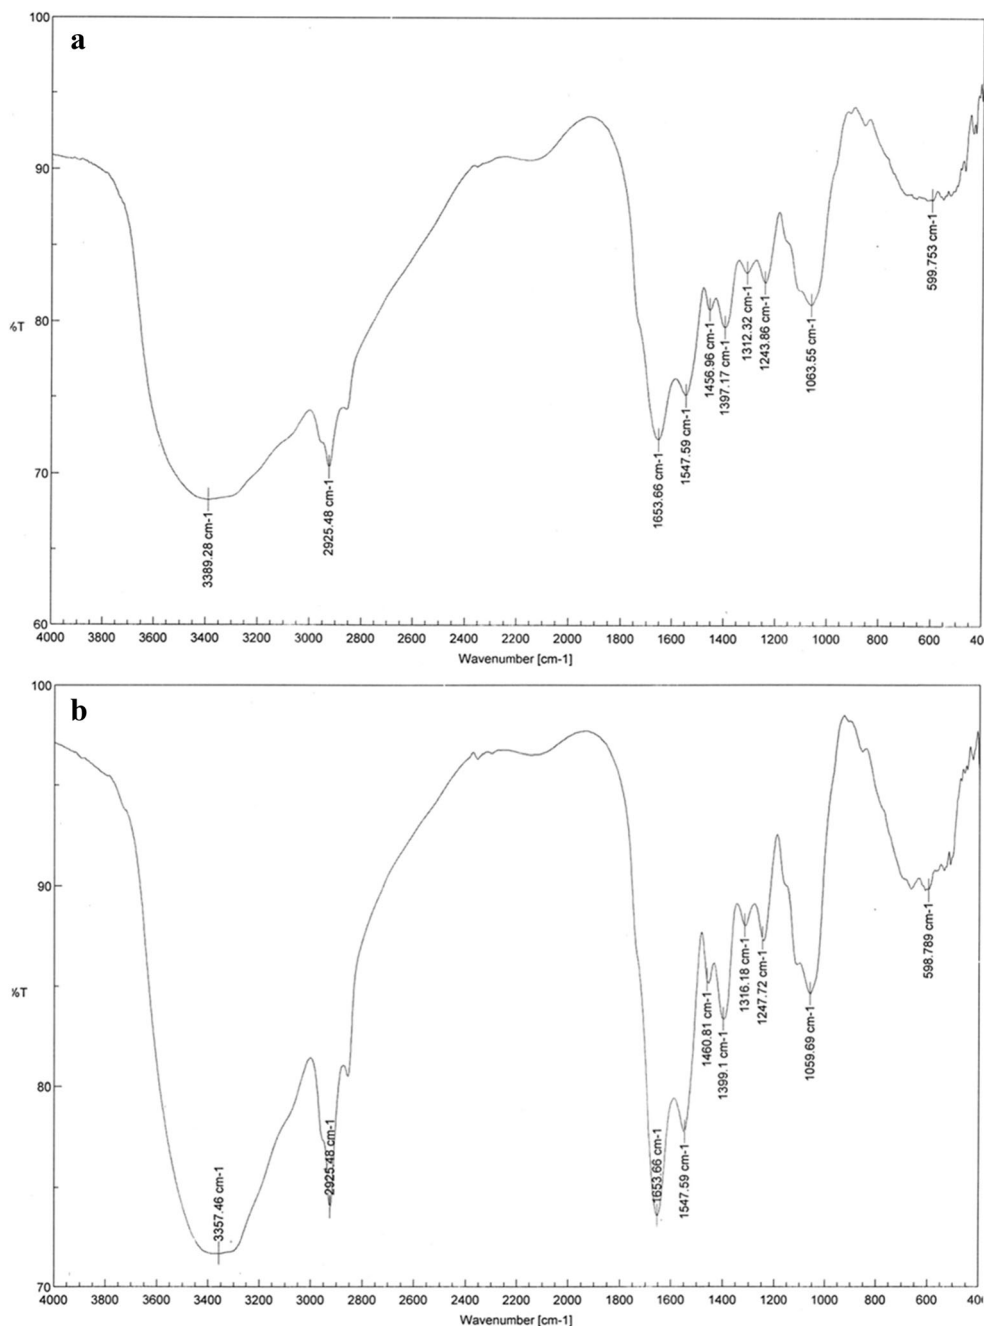 a
100
90
80
70
60
%T
3389.28 cm-1
2925.48 cm-1
1653.66 cm-1
1547.59 cm-1
1456.96 cm-1
1397.17 cm-1
1312.32 cm-1
1243.86 cm-1
1063.55 cm-1
599.753 cm-1
4000 3800 3600 3400 3200 3000 2800 2600 2400 2200 2000 1800 1600 1400 1200 1000 800 600 40
Wavenumber [cm-1]
b
100
90
80
70
%T
3357.46 cm-1
2925.48 cm-1
1653.66 cm-1
1547.59 cm-1
1460.81 cm-1
1399.1 cm-1
1316.18 cm-1
1247.72 cm-1
1059.69 cm-1
598.789 cm-1
4000 3800 3600 3400 3200 3000 2800 2600 2400 2200 2000 1800 1600 1400 1200 1000 800 600 40
Wavenumber [cm-1]